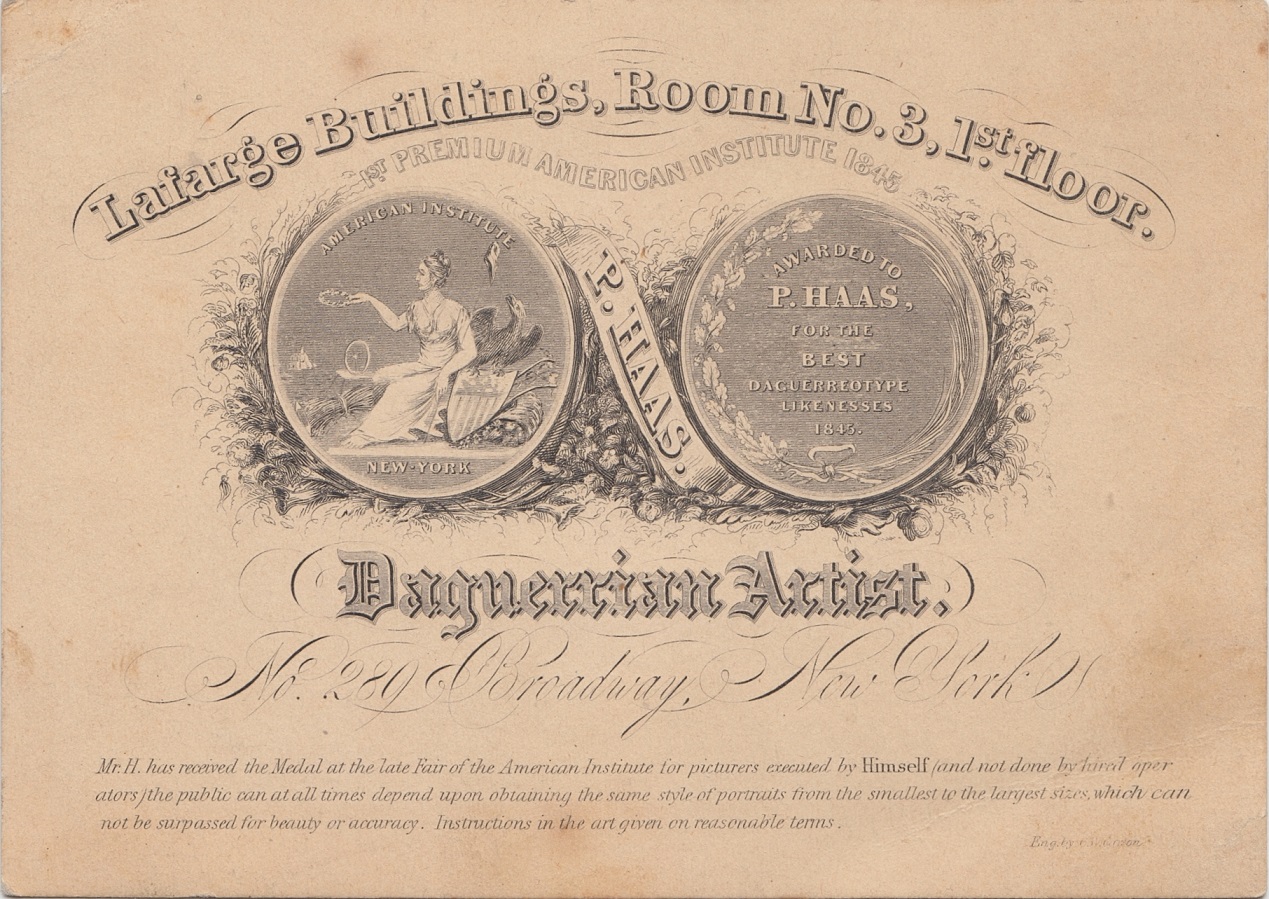 Lafarge Buildings, Room No. 3, 1st floor.
1ST PREMIUM AMERICAN INSTITUTE 1845
AMERICAN INSTITUTE
NEW-YORK
P. HAAS.
AWARDED TO
P. HAAS,
FOR THE
BEST
DAGUERREOTYPE
LIKENESSES
1845.
Daguerrian Artist.
No. 289 Broadway, New York
Mr. H. has received the Medal at the late Fair of the American Institute for picturers executed by Himself (and not done by hired oper
ators) the public can at all times depend upon obtaining the same style of portraits from the smallest to the largest sizes, which can
not be surpassed for beauty or accuracy. Instructions in the art given on reasonable terms.
Eng. by